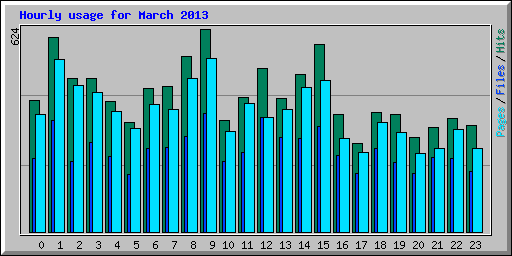 Hourly usage for March 2013
624
Pages/Files/Hits
0 1 2 3 4 5 6 7 8 9 10 11 12 13 14 15 16 17 18 19 20 21 22 23